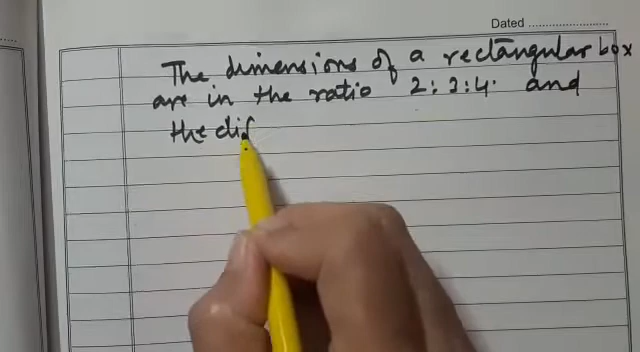 Dated
The dimensions of a rectangular box
are in the ratio 2:3:4. and
the dif